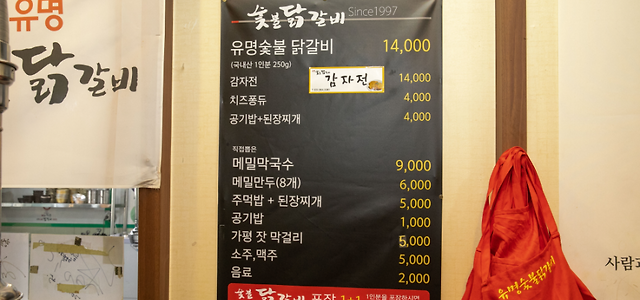 유명
닭갈비
숯불닭갈비 Since1997
유명숯불 닭갈비 14,000
(국내산 1인분 250g)
감자전 14,000
감자전
치즈퐁듀 4,000
공기밥+된장찌개 4,000
직접뽑은
메밀막국수 9,000
메밀만두(8개) 6,000
주먹밥 + 된장찌개 5,000
공기밥 1,000
가평 잣 막걸리 5,000
소주,맥주 5,000
음료 2,000
숯불 닭갈비 포장 1+1 1인분을 포장하시면
유명숯불닭갈비
사람과